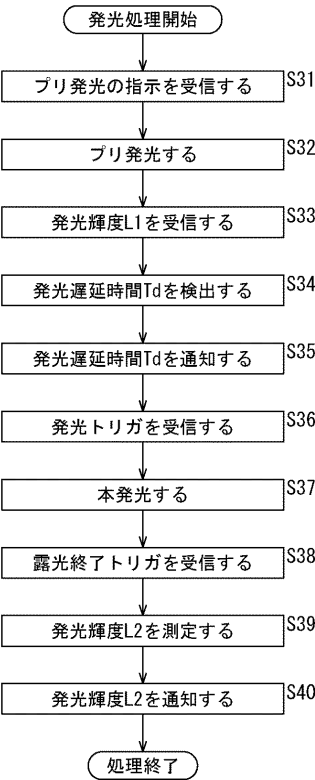 発光処理開始
プリ発光の指示を受信する S31
プリ発光する S32
発光輝度L1を受信する S33
発光遅延時間Tdを検出する S34
発光遅延時間Tdを通知する S35
発光トリガを受信する S36
本発光する S37
露光終了トリガを受信する S38
発光輝度L2を測定する S39
発光輝度L2を通知する S40
処理終了